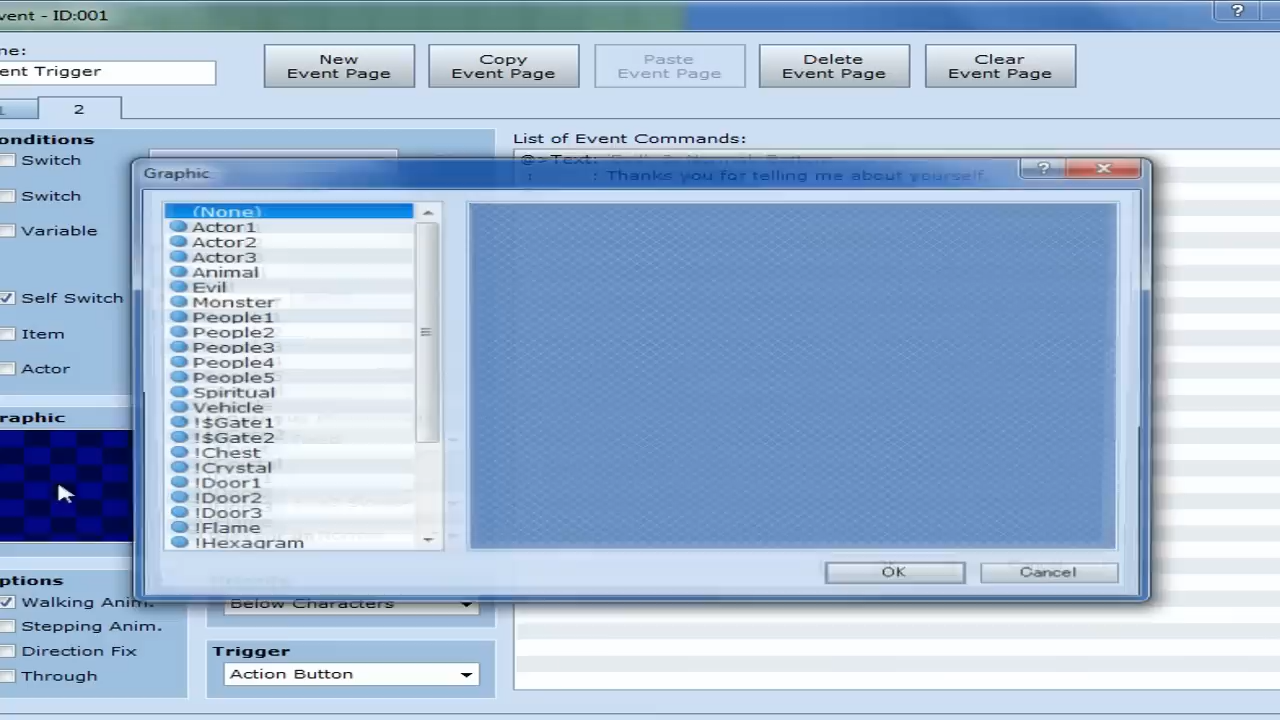 vent - ID:001
?
ne:
ent Trigger
New
Event Page
Copy
Event Page
Paste
Event Page
Delete
Event Page
Clear
Event Page
1
2
onditions
Switch
Switch
Variable
Self Switch
Item
Actor
raphic
ptions
Walking Anim.
Stepping Anim.
Direction Fix
Through
Below Characters
Trigger
Action Button
List of Event Commands:
@>Text:
: : Thanks you for telling me about yourself.
Graphic
?
(None)
Actor1
Actor2
Actor3
Animal
Evil
Monster
People1
People2
People3
People4
People5
Spiritual
Vehicle
!$Gate1
!$Gate2
!Chest
!Crystal
!Door1
!Door2
!Door3
!Flame
!Hexagram
OK
Cancel